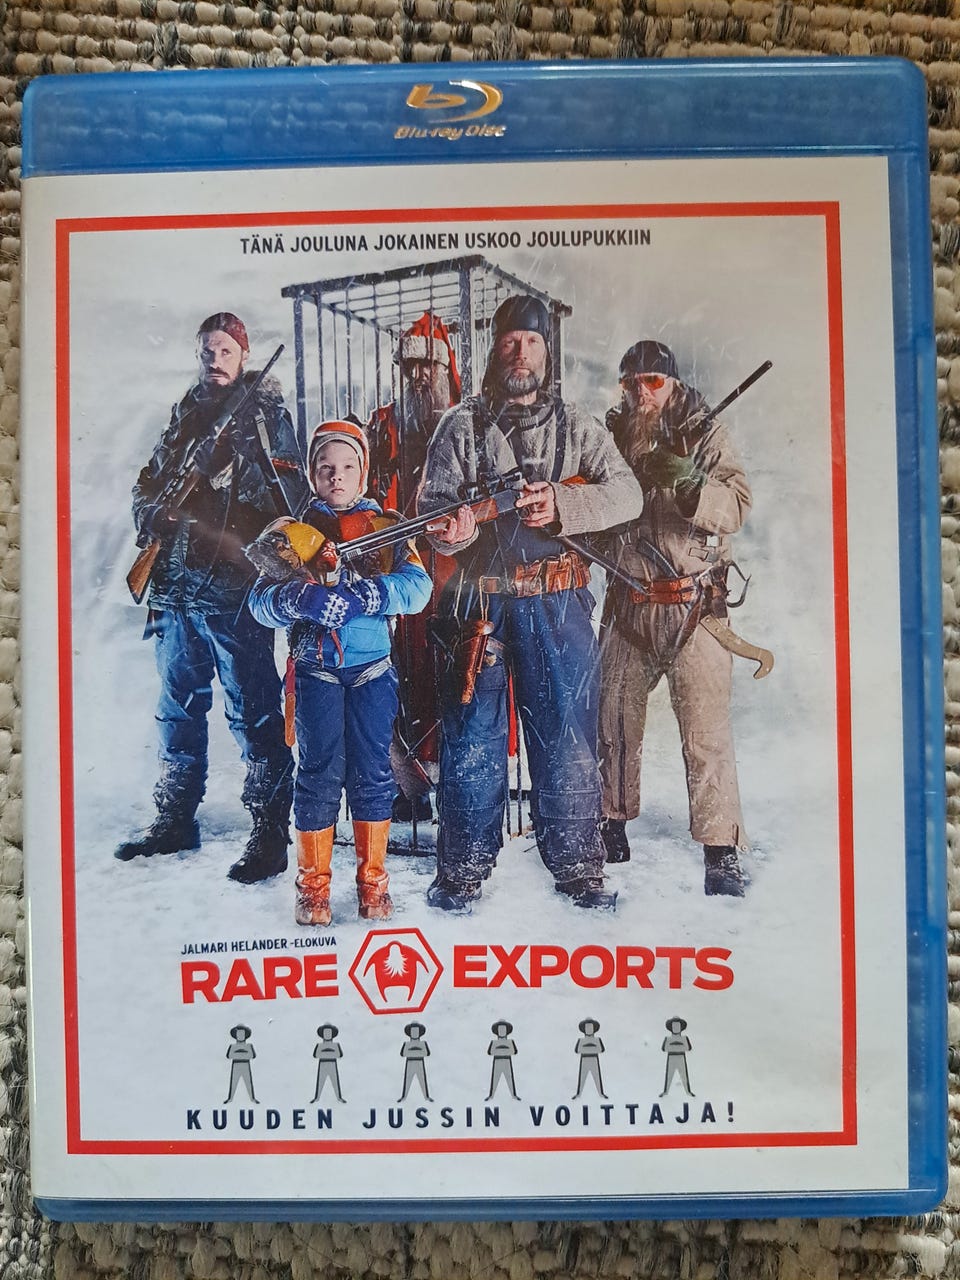 Blu-ray Disc
TÄNÄ JOULUNA JOKAINEN USKOO JOULUPUKKIIN
JALMARI HELANDER -ELOKUVA
RARE EXPORTS
KUUDEN JUSSIN VOITTAJA!